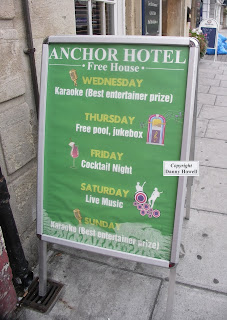 ANCHOR HOTEL
• Free House •
WEDNESDAY
Karaoke (Best entertainer prize)
THURSDAY
Free pool, jukebox
FRIDAY
Cocktail Night
SATURDAY
Live Music
SUNDAY
Karaoke (Best entertainer prize)
Copyright
Danny Howell